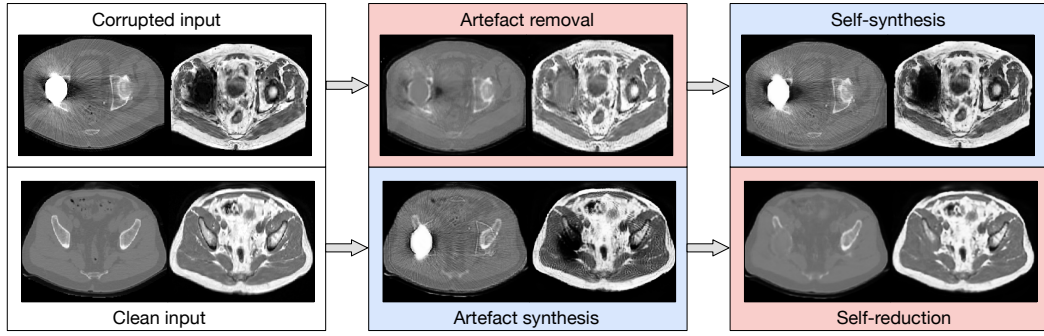 Corrupted input
Artefact removal
Self-synthesis
Clean input
Artefact synthesis
Self-reduction